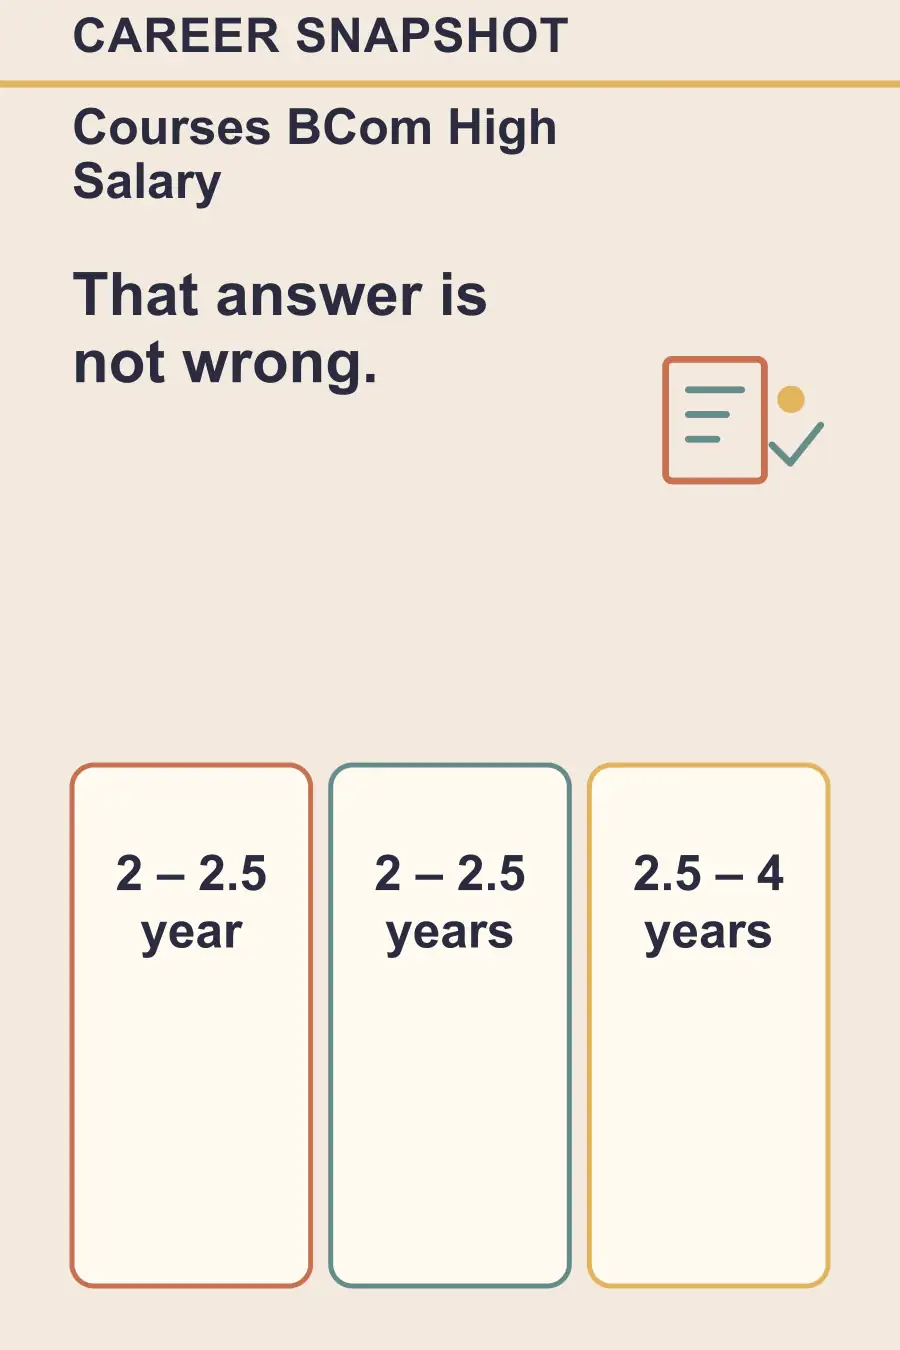 CAREER SNAPSHOT
Courses BCom High
Salary
That answer is
not wrong.
2 – 2.5
year
2 – 2.5
years
2.5 – 4
years